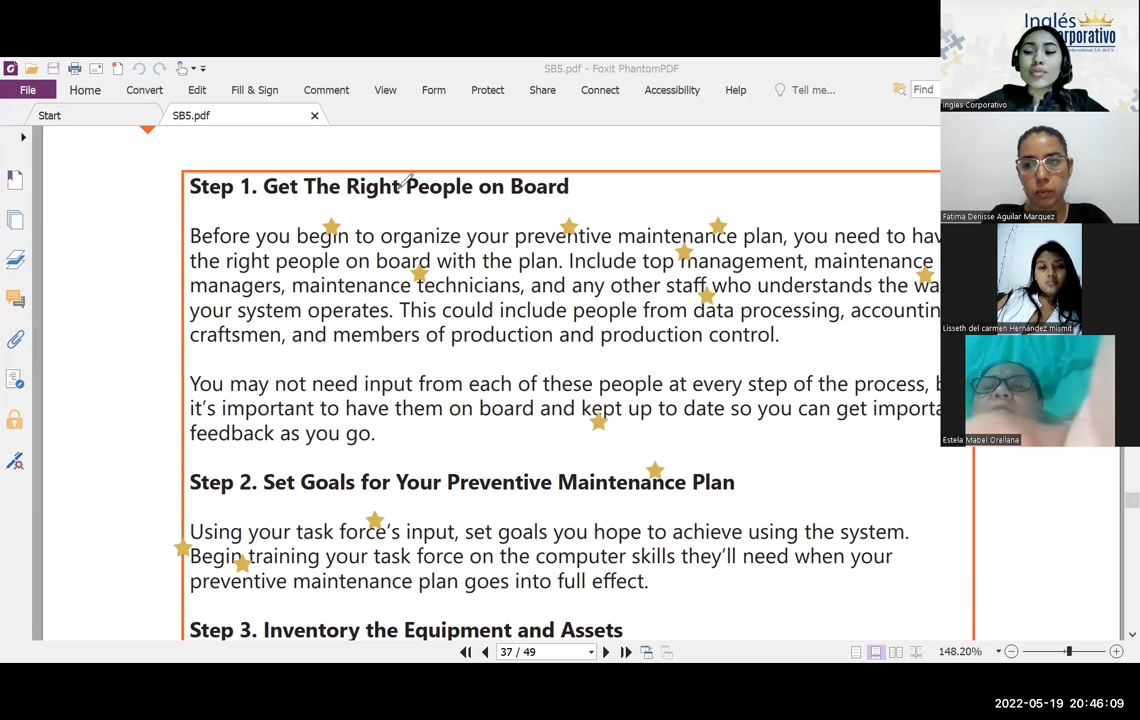 Inglés
Corporativo
SB5.pdf - Foxit PhantomPDF
File Home Convert Edit Fill & Sign Comment View Form Protect Share Connect Accessibility Help Tell me... Find
Start SB5.pdf
Inglés Corporativo
Step 1. Get The Right People on Board
Before you begin to organize your preventive maintenance plan, you need to hav
the right people on board with the plan. Include top management, maintenance
managers, maintenance technicians, and any other staff who understands the wa
your system operates. This could include people from data processing, accountin
craftsmen, and members of production and production control.
Fatima Denisse Aguilar Marquez
Lisseth del carmen Hernández mismit
You may not need input from each of these people at every step of the process, b
it's important to have them on board and kept up to date so you can get importa
feedback as you go.
Estela Mabel Orellana
Step 2. Set Goals for Your Preventive Maintenance Plan
Using your task force's input, set goals you hope to achieve using the system.
Begin training your task force on the computer skills they'll need when your
preventive maintenance plan goes into full effect.
Step 3. Inventory the Equipment and Assets
37 / 49
148.20%
2022-05-19 20:46:09